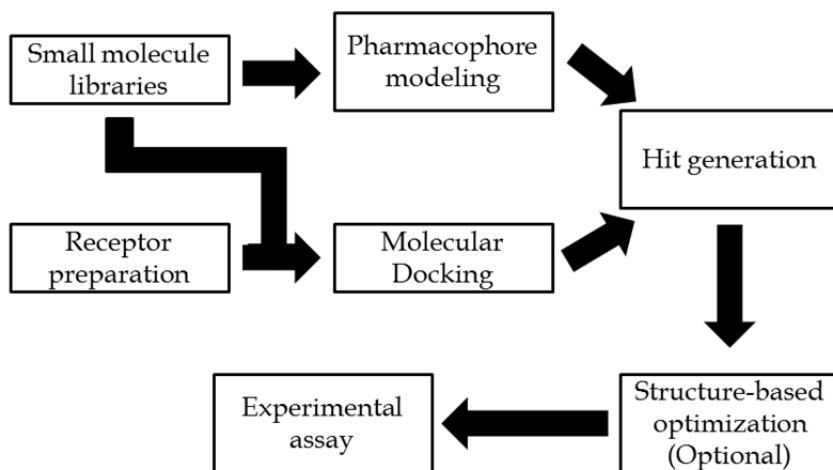 Small molecule
libraries
Pharmacophore
modeling
Hit generation
Receptor
preparation
Molecular
Docking
Structure-based
optimization
(Optional)
Experimental
assay